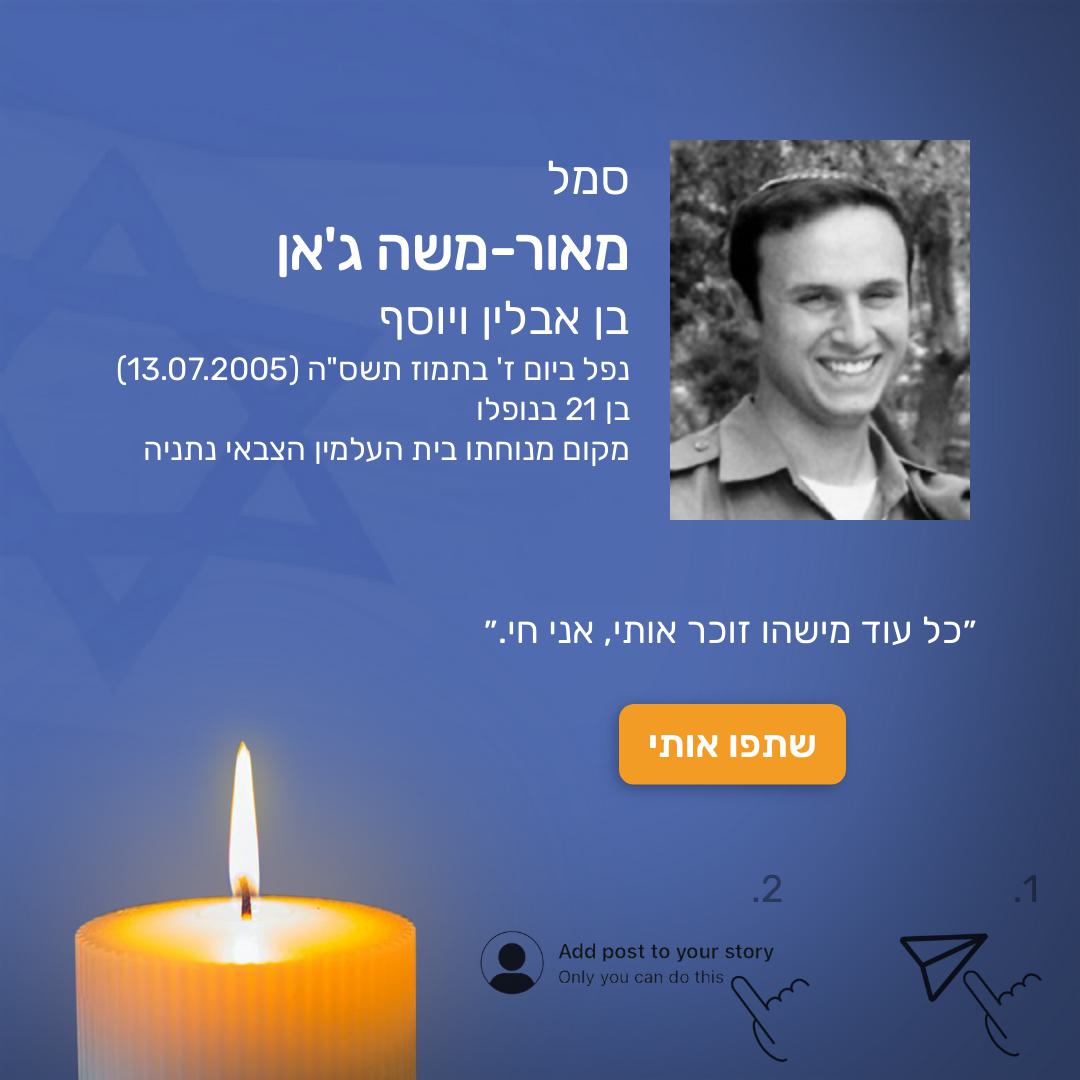 סמל
מאור-משה ג'אן
בן אבלין ויוסף
נפל ביום ז' בתמוז תשס"ה (13.07.2005)
בן 21 בנופלו
מקום מנוחתו בית העלמין הצבאי נתניה
״כל עוד מישהו זוכר אותי, אני חי.״
שתפו אותי
.1
.2
Add post to your story
Only you can do this